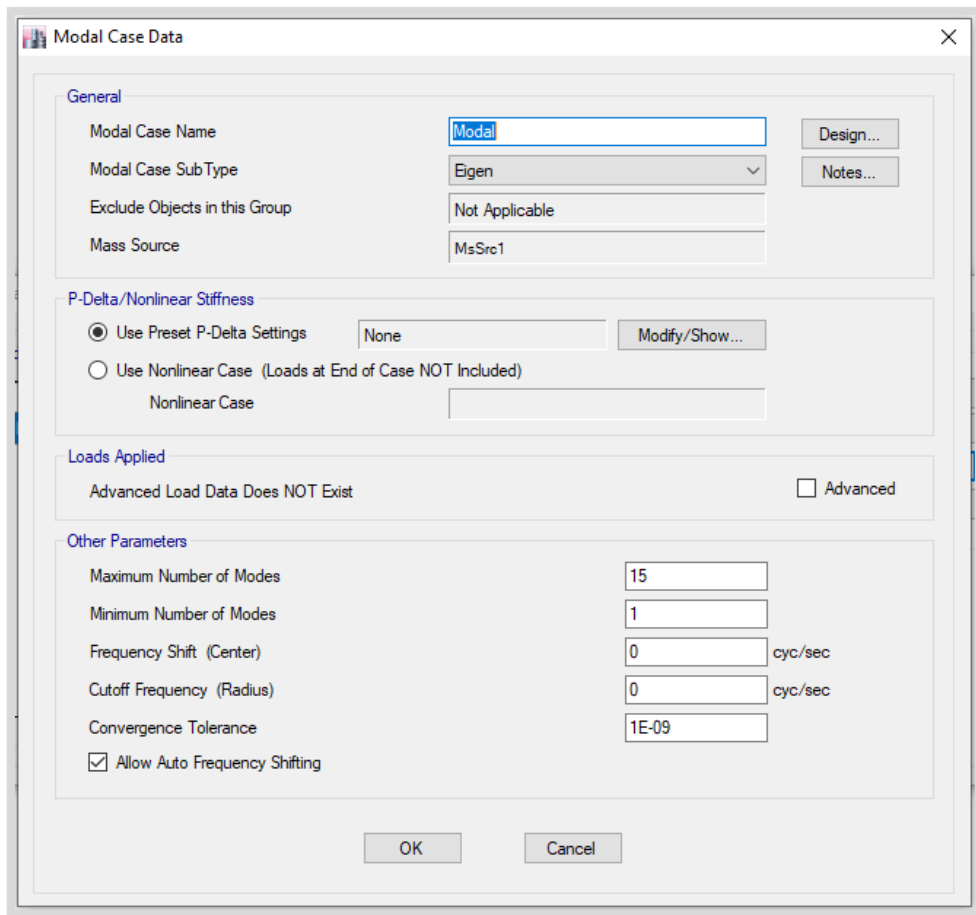 Modal Case Data
General
Modal Case Name Modal Design...
Modal Case SubType Eigen Notes...
Exclude Objects in this Group Not Applicable
Mass Source MsSrc1
P-Delta/Nonlinear Stiffness
Use Preset P-Delta Settings None Modify/Show...
Use Nonlinear Case (Loads at End of Case NOT Included)
Nonlinear Case
Loads Applied
Advanced Load Data Does NOT Exist Advanced
Other Parameters
Maximum Number of Modes 15
Minimum Number of Modes 1
Frequency Shift (Center) 0 cyc/sec
Cutoff Frequency (Radius) 0 cyc/sec
Convergence Tolerance 1E-09
Allow Auto Frequency Shifting
OK Cancel